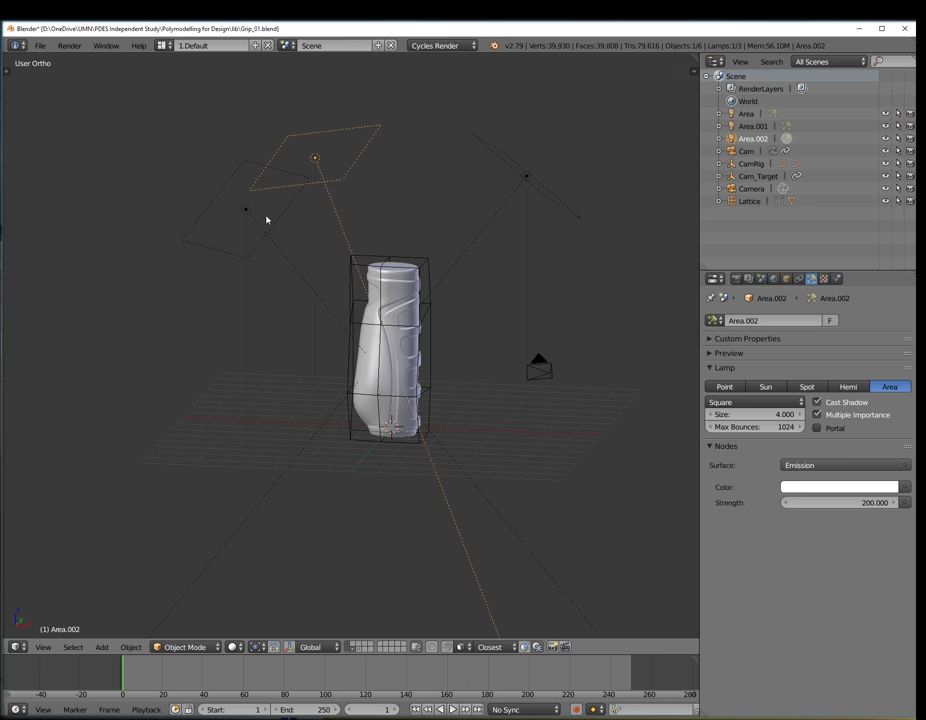 Blender* [D:\OneDrive\UMN\PDES Independent Study\Polymodelling for Design\lib\Grip_01.blend]
File Render Window Help 1.Default Scene Cycles Render v2.79 | Verts:39,930 | Faces:39,808 | Tris:79,616 | Objects:1/6 | Lamps:1/3 | Mem:56.10M | Area.002
User Ortho
View Search All Scenes
Scene
RenderLayers
World
Area
Area.001
Area.002
Cam
CamRig
Cam_Target
Camera
Lattice
Area.002 Area.002
Area.002 F
Custom Properties
Preview
Lamp
Point Sun Spot Hemi Area
Square Cast Shadow
Size: 4.000 Multiple Importance
Max Bounces: 1024 Portal
Nodes
Surface: Emission
Color:
Strength: 200.000
(1) Area.002
View Select Add Object Object Mode Global Closest
-40 -20 0 20 40 60 80 100 120 140 160 180 200 220 240 260 280
View Marker Frame Playback Start: 1 End: 250 1 No Sync